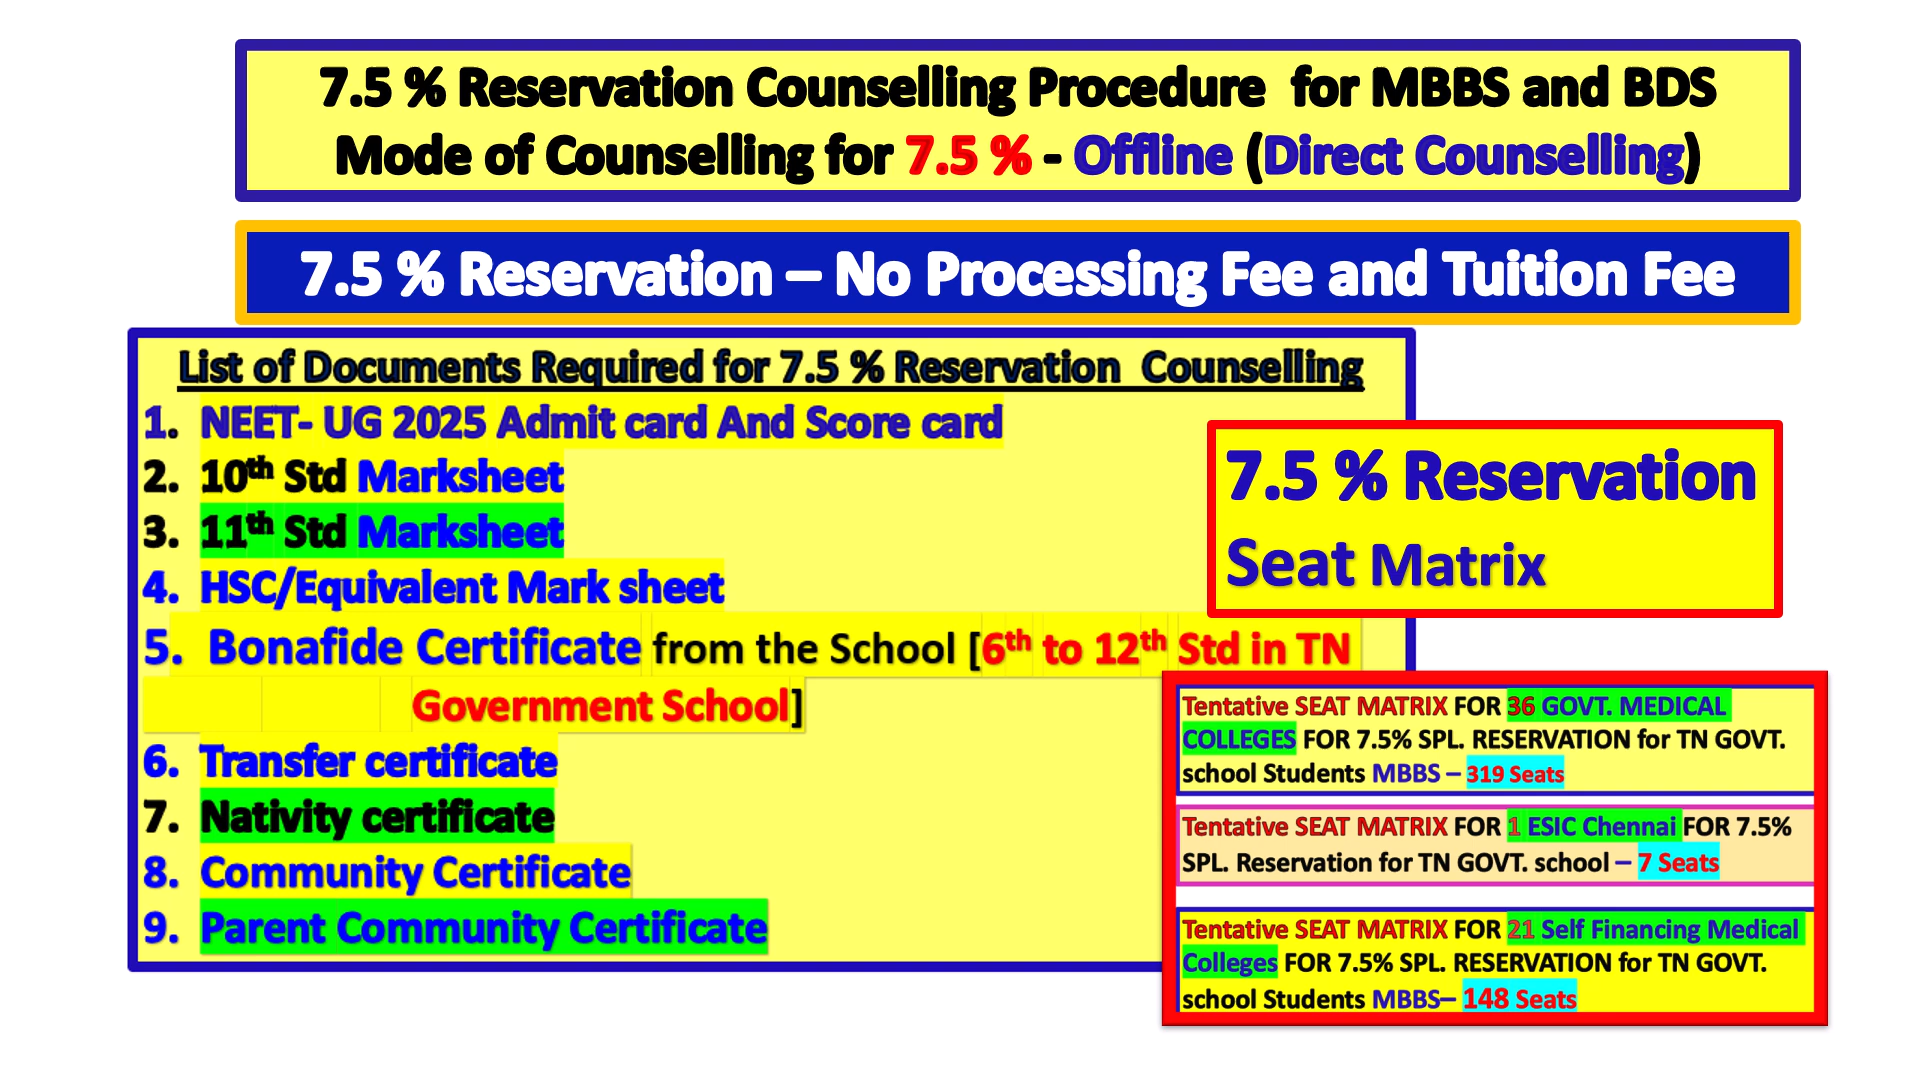 7.5 % Reservation Counselling Procedure for MBBS and BDS
Mode of Counselling for 7.5 % - Offline (Direct Counselling)
7.5 % Reservation – No Processing Fee and Tuition Fee
List of Documents Required for 7.5 % Reservation Counselling
1. NEET- UG 2025 Admit card And Score card
2. 10th Std Marksheet
3. 11th Std Marksheet
4. HSC/Equivalent Mark sheet
5. Bonafide Certificate from the School [6th to 12th Std in TN
Government School]
6. Transfer certificate
7. Nativity certificate
8. Community Certificate
9. Parent Community Certificate
7.5 % Reservation
Seat Matrix
Tentative SEAT MATRIX FOR 36 GOVT. MEDICAL
COLLEGES FOR 7.5% SPL. RESERVATION for TN GOVT.
school Students MBBS – 319 Seats
Tentative SEAT MATRIX FOR 1 ESIC Chennai FOR 7.5%
SPL. Reservation for TN GOVT. school – 7 Seats
Tentative SEAT MATRIX FOR 21 Self Financing Medical
Colleges FOR 7.5% SPL. RESERVATION for TN GOVT.
school Students MBBS– 148 Seats